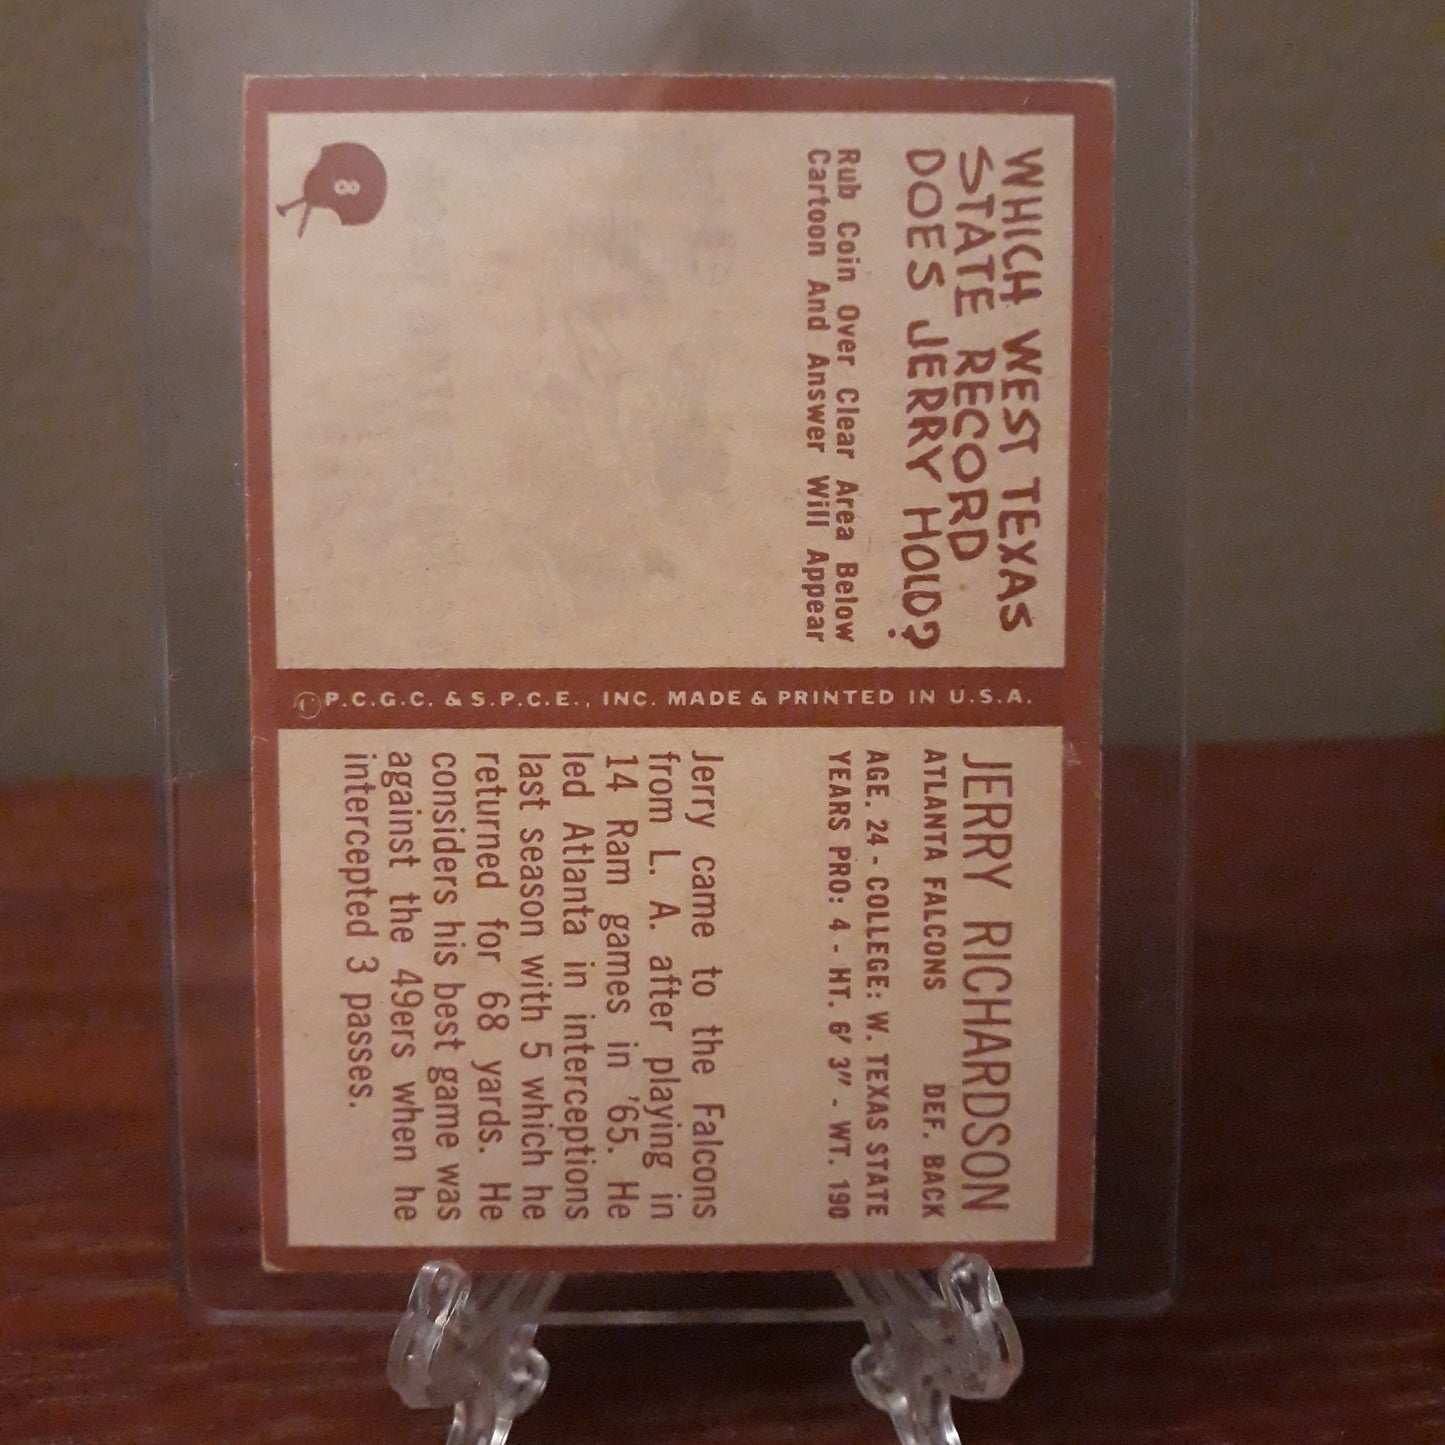 WHICH WEST TEXAS
STATE RECORD
DOES JERRY HOLD?
Rub Coin Over Clear Area Below
Cartoon And Answer Will Appear
8
©P.C.G.C. & S.P.C.E., INC. MADE & PRINTED IN U.S.A.
JERRY RICHARDSON
ATLANTA FALCONS DEF. BACK
AGE. 24 - COLLEGE: W. TEXAS STATE
YEARS PRO: 4 - HT. 6' 3" - WT. 190
Jerry came to the Falcons
from L. A. after playing in
14 Ram games in '65. He
led Atlanta in interceptions
last season with 5 which he
returned for 68 yards. He
considers his best game was
against the 49ers when he
intercepted 3 passes.